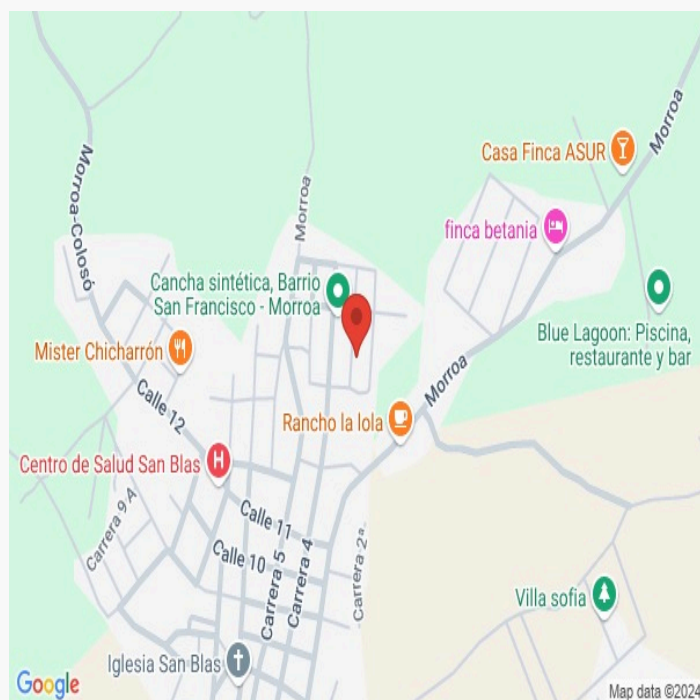 Morroa
Casa Finca ASUR
Morroa-Colosó
Morroa
finca betania
Cancha sintética, Barrio
San Francisco - Morroa
Blue Lagoon: Piscina,
restaurante y bar
Mister Chicharrón
Morroa
Calle 12
Rancho la lola
Centro de Salud San Blas
H
Carrera 9 A
Calle 11
Calle 10
Carrera 5
Carrera 4
Carrera 2ª
Villa sofia
Iglesia San Blas
Google
Map data ©202